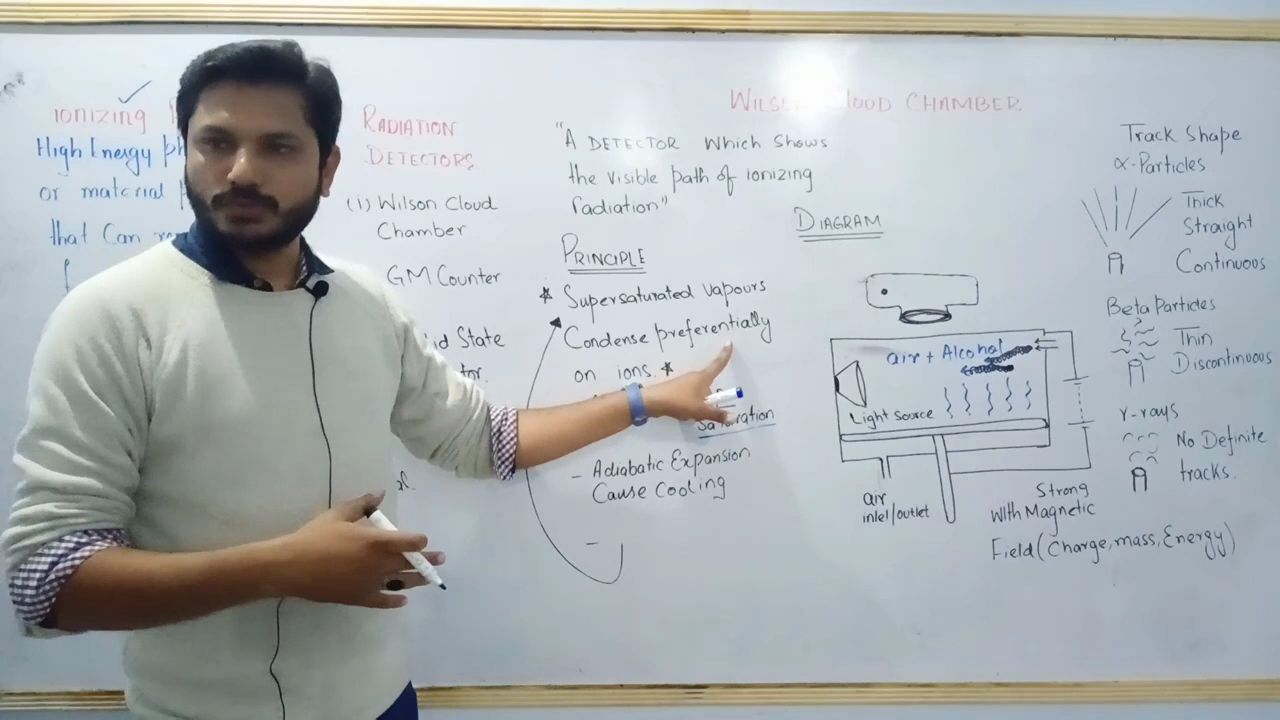 ionizing
High Energy
or material
that Can
RADIATION
DETECTORS
(i) Wilson Cloud
Chamber
GM Counter
State
"A DETECTOR Which Shows
the visible path of ionizing
radiation"
PRINCIPLE
* Supersaturated vapours
Condense preferentially
on ions. *
- Adiabatic Expansion
Cause Cooling
-
CLOUD CHAMBER
DIAGRAM
air + Alcohol
Light source
air
inlet/outlet
Strong
With Magnetic
Field (Charge, mass, Energy)
Track Shape
α-Particles
Thick
Straight
Continuous
Beta Particles
Thin
Discontinuous
γ-rays
No Definite
tracks.